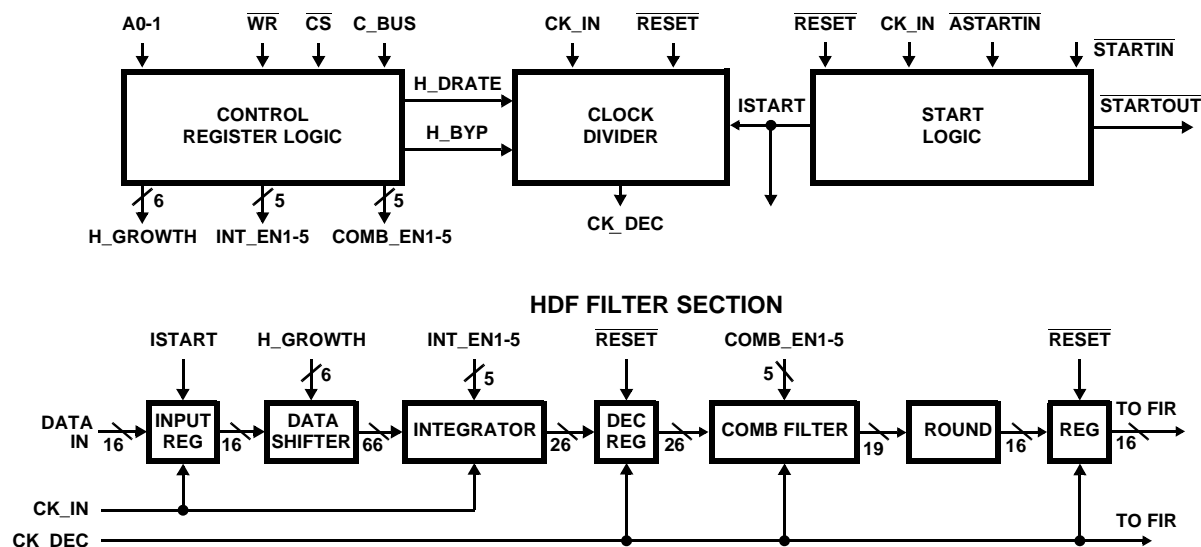 A0-1 WR CS C_BUS CK_IN RESET RESET CK_IN ASTARTIN
STARTIN
H_DRATE
CONTROL
REGISTER LOGIC
CLOCK
DIVIDER
ISTART
START
LOGIC
STARTOUT
H_BYP
6 5 5
H_GROWTH INT_EN1-5 COMB_EN1-5
CK_DEC
HDF FILTER SECTION
ISTART H_GROWTH INT_EN1-5 RESET COMB_EN1-5 RESET
6 5 5
DATA
IN
16
INPUT
REG
16
DATA
SHIFTER
66
INTEGRATOR
26
DEC
REG
26
COMB FILTER
19
ROUND
16
REG
TO FIR
16
CK_IN
CK_DEC
TO FIR